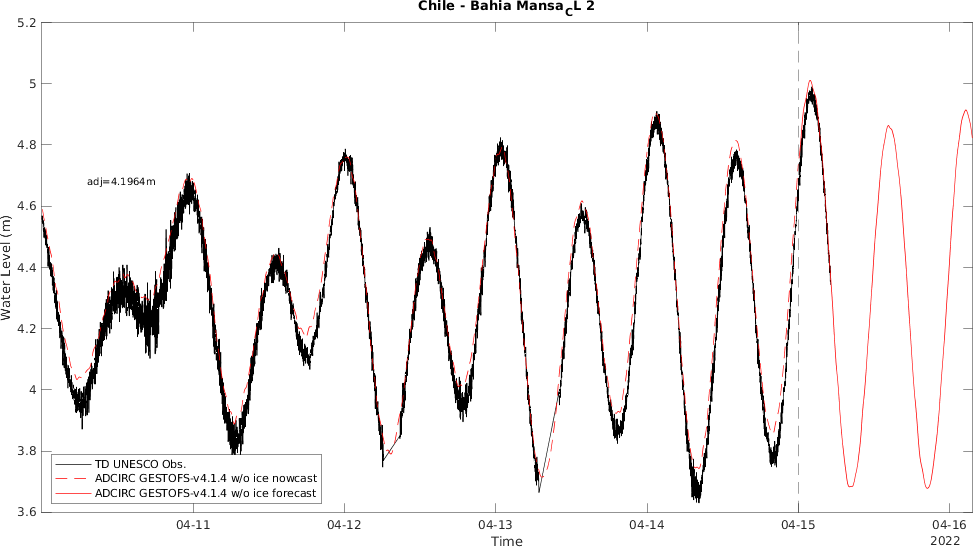 Chile - Bahia MansaCL 2
5.2
5
4.8
4.6
4.4
4.2
4
3.8
3.6
Water Level (m)
adj=4.1964m
TD UNESCO Obs.
ADCIRC GESTOFS-v4.1.4 w/o ice nowcast
ADCIRC GESTOFS-v4.1.4 w/o ice forecast
04-11 04-12 04-13 04-14 04-15 04-16
Time
2022